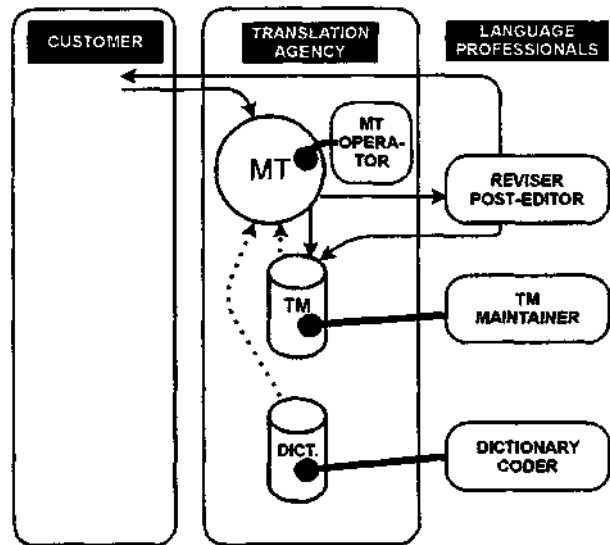 CUSTOMER
TRANSLATION
AGENCY
LANGUAGE
PROFESSIONALS
MT
MT
OPERA-
TOR
REVISER
POST-EDITOR
TM
TM
MAINTAINER
DICT.
DICTIONARY
CODER